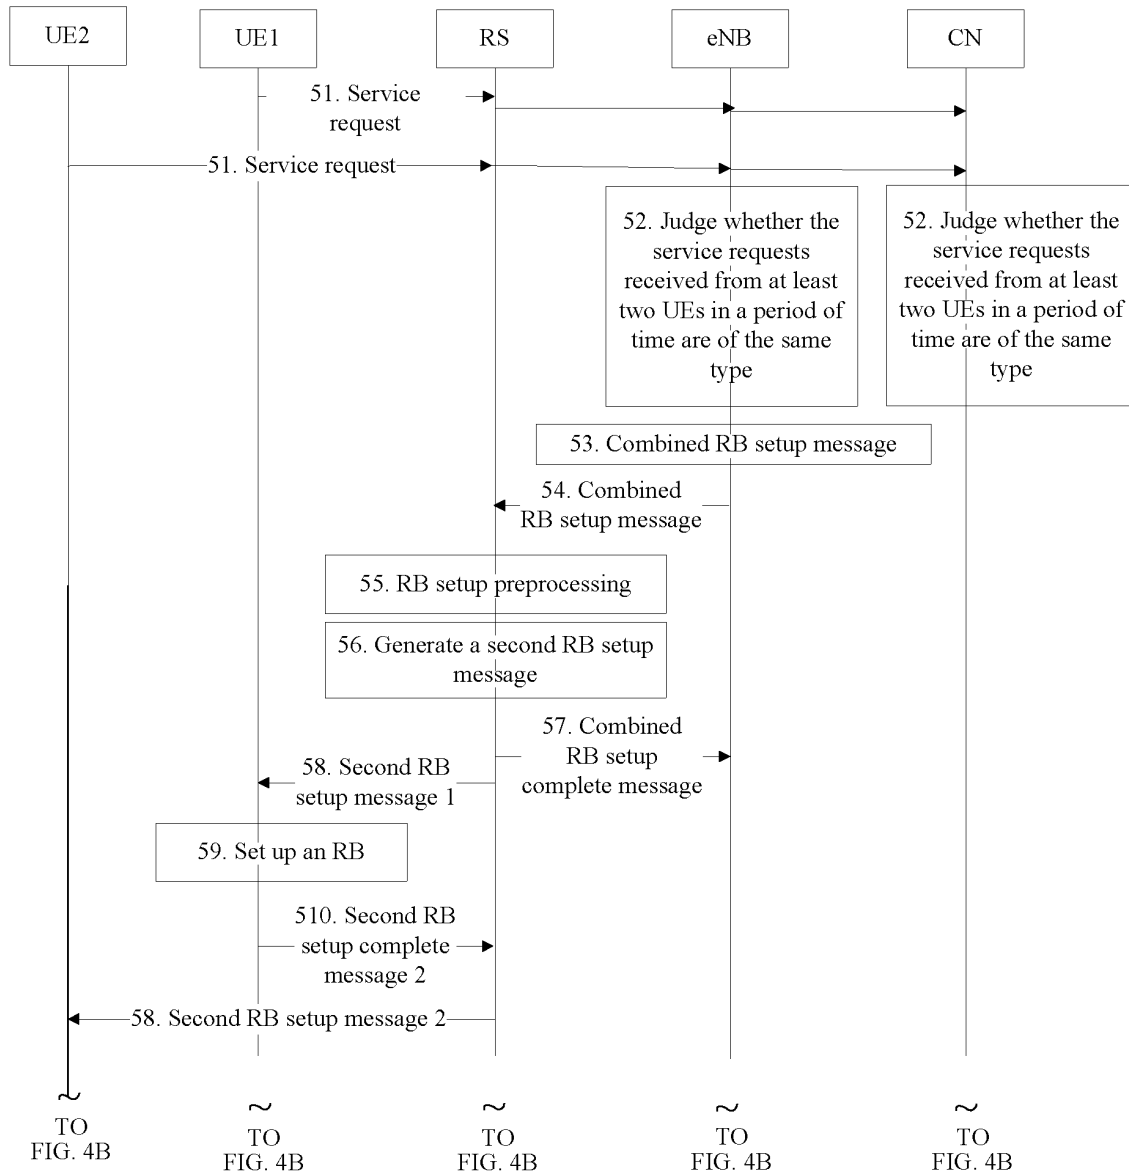 UE2
UE1
RS
eNB
CN
51. Service
request
51. Service request
52. Judge whether the
service requests
received from at least
two UEs in a period of
time are of the same
type
52. Judge whether the
service requests
received from at least
two UEs in a period of
time are of the same
type
53. Combined RB setup message
54. Combined
RB setup message
55. RB setup preprocessing
56. Generate a second RB setup
message
57. Combined
RB setup
complete message
58. Second RB
setup message 1
59. Set up an RB
510. Second RB
setup complete
message 2
58. Second RB setup message 2
TO
FIG. 4B
TO
FIG. 4B
TO
FIG. 4B
TO
FIG. 4B
TO
FIG. 4B